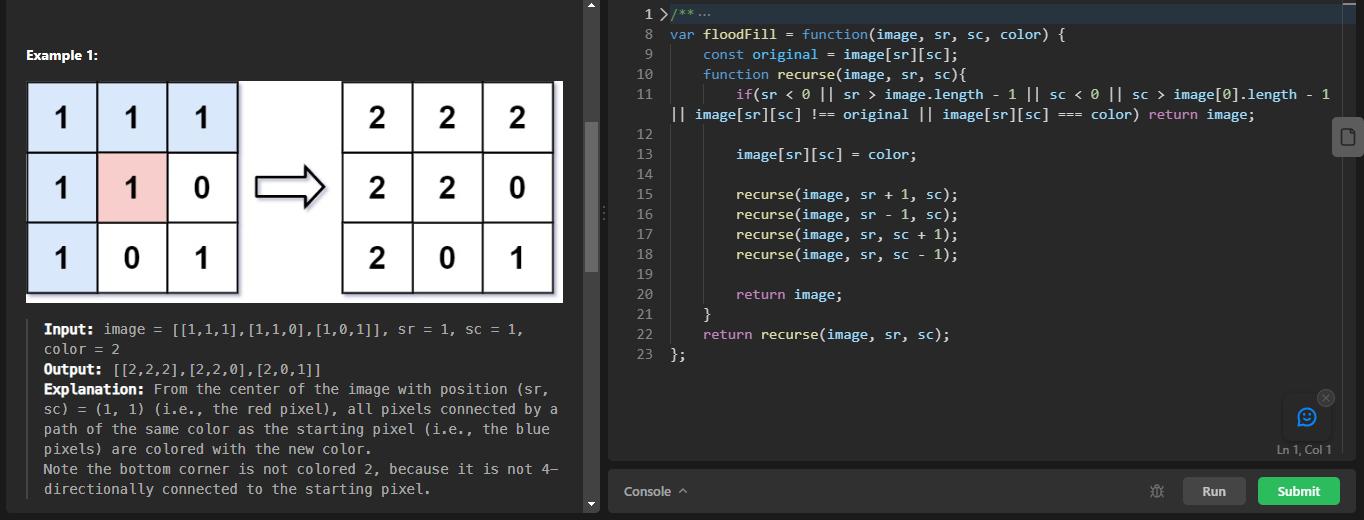 Example 1:
1 1 1 2 2 2
1 1 0 2 2 0
1 0 1 2 0 1
Input: image = [[1,1,1],[1,1,0],[1,0,1]], sr = 1, sc = 1,
color = 2
Output: [[2,2,2],[2,2,0],[2,0,1]]
Explanation: From the center of the image with position (sr,
sc) = (1, 1) (i.e., the red pixel), all pixels connected by a
path of the same color as the starting pixel (i.e., the blue
pixels) are colored with the new color.
Note the bottom corner is not colored 2, because it is not 4-
directionally connected to the starting pixel.
1 /** ···
8 var floodFill = function(image, sr, sc, color) {
9 const original = image[sr][sc];
10 function recurse(image, sr, sc){
11 if(sr < 0 || sr > image.length - 1 || sc < 0 || sc > image[0].length - 1
|| image[sr][sc] !== original || image[sr][sc] === color) return image;
12
13 image[sr][sc] = color;
14
15 recurse(image, sr + 1, sc);
16 recurse(image, sr - 1, sc);
17 recurse(image, sr, sc + 1);
18 recurse(image, sr, sc - 1);
19
20 return image;
21 }
22 return recurse(image, sr, sc);
23 };
Ln 1, Col 1
Console
Run
Submit